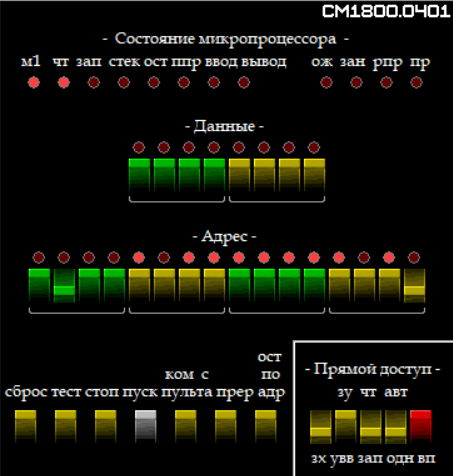 СМ1800.0401
- Состояние микропроцессора -
м1 чт зап стек ост ппр ввод вывод ож зан рпр пр
- Данные -
- Адрес -
сброс тест стоп пуск ком пульта с прер ост по адр
- Прямой доступ -
зу чт авт
зх увв зап одн вп